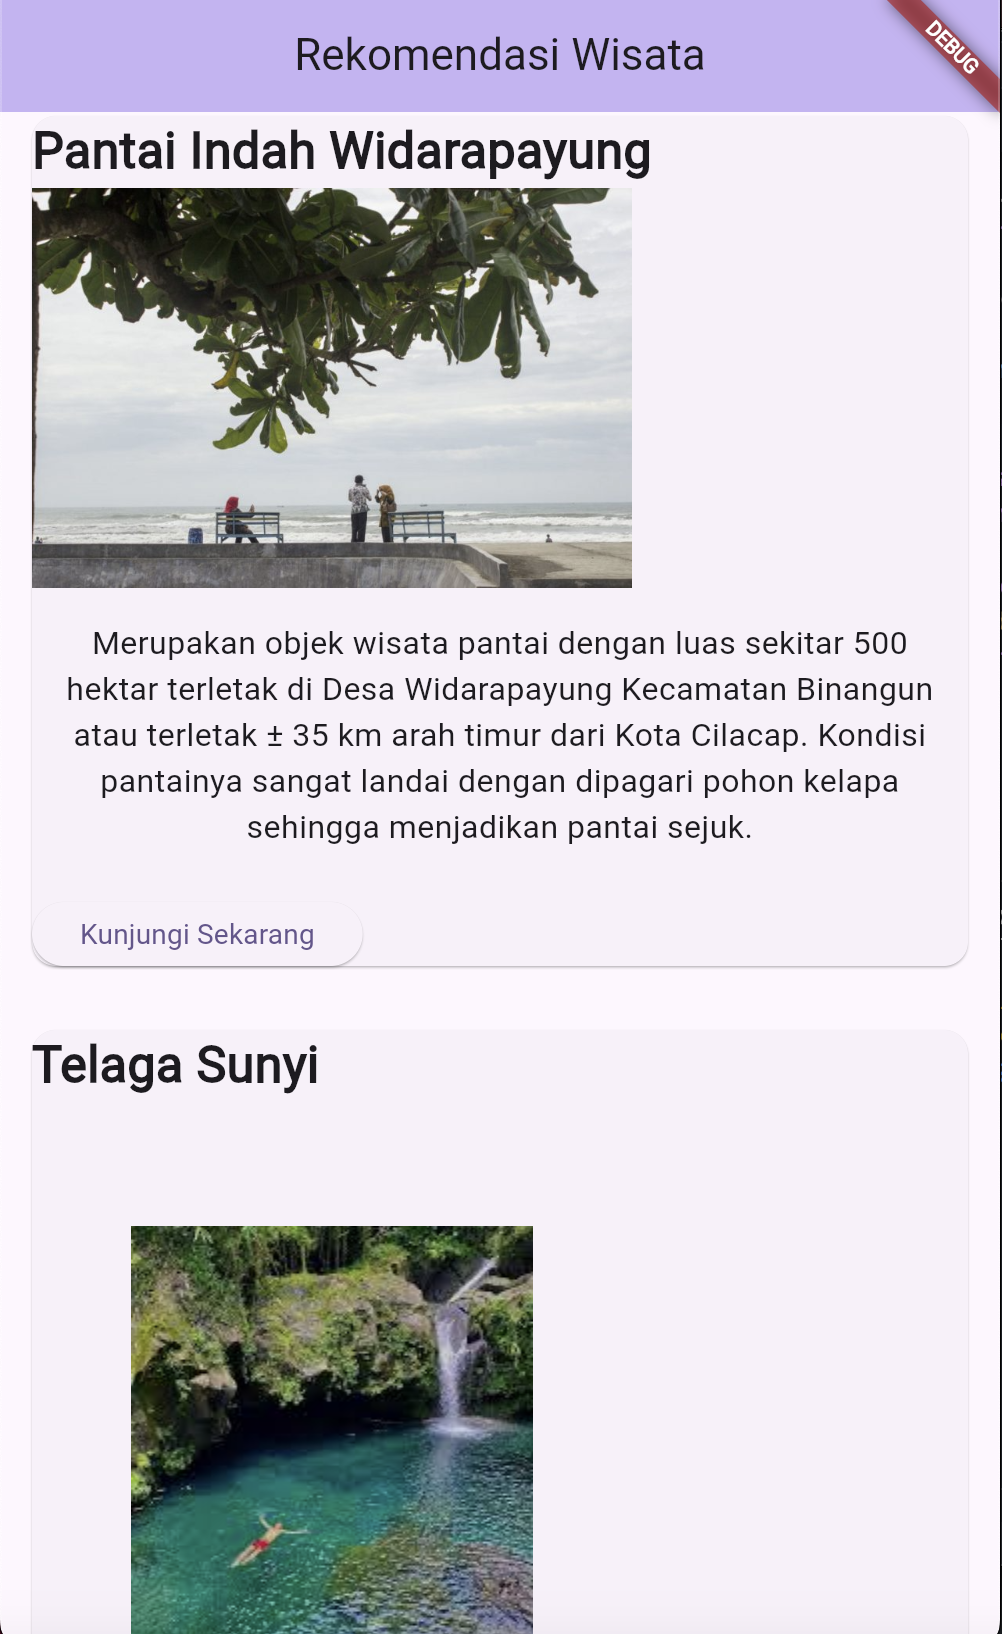 Rekomendasi Wisata
DEBUG
Pantai Indah Widarapayung
Merupakan objek wisata pantai dengan luas sekitar 500
hektar terletak di Desa Widarapayung Kecamatan Binangun
atau terletak ± 35 km arah timur dari Kota Cilacap. Kondisi
pantainya sangat landai dengan dipagari pohon kelapa
sehingga menjadikan pantai sejuk.
Kunjungi Sekarang
Telaga Sunyi